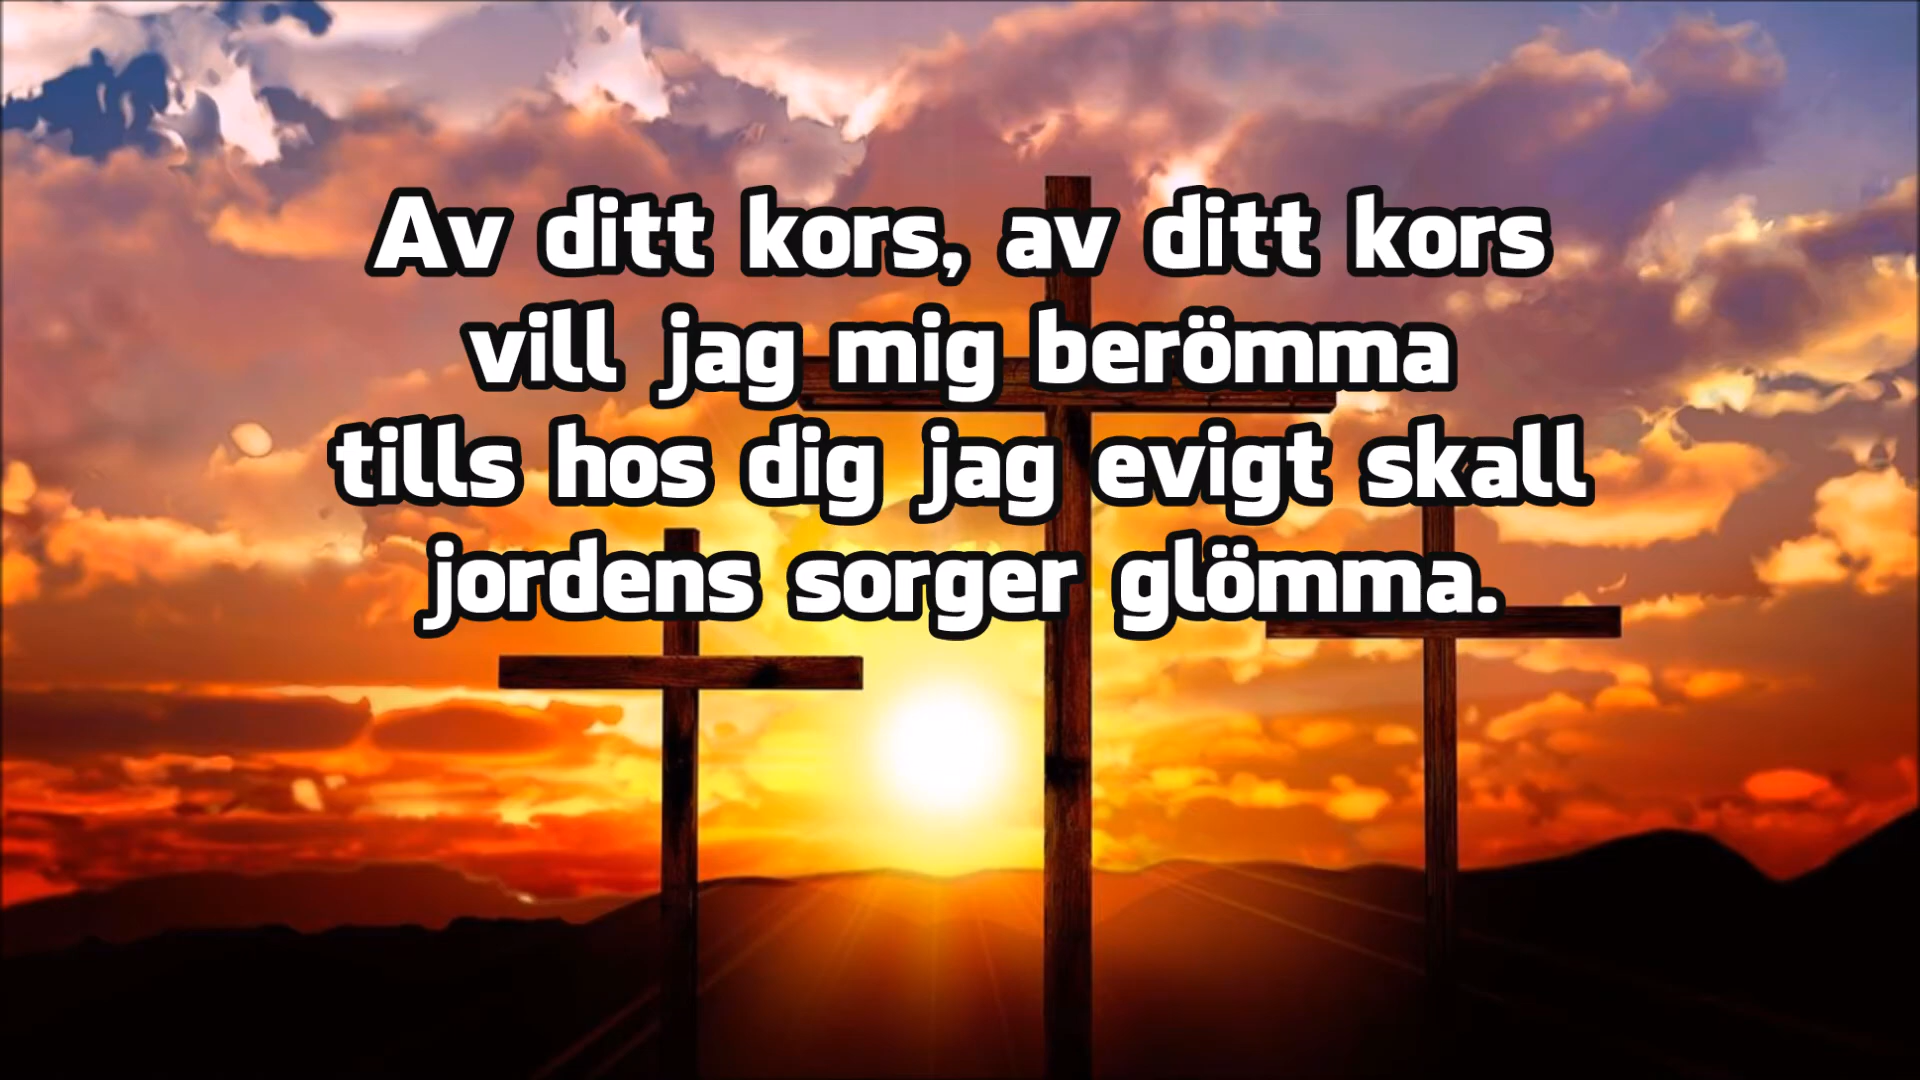 Av ditt kors, av ditt kors
vill jag mig berömma
tills hos dig jag evigt skall
jordens sorger glömma.